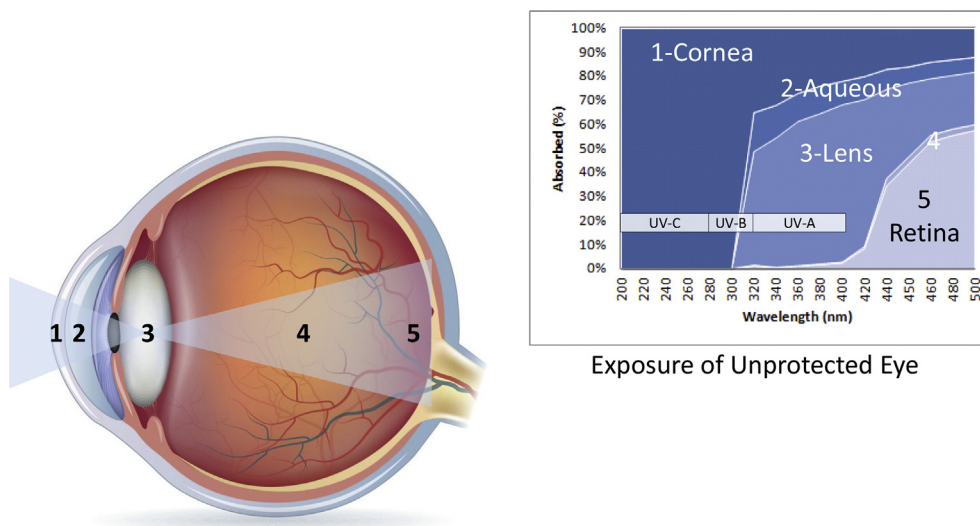 1 2 3 4 5
100%
90%
80%
70%
60%
50%
40%
30%
20%
10%
0%
Absorbed (%)
1-Cornea
2-Aqueous
3-Lens
4
5
Retina
UV-C UV-B UV-A
200 220 240 260 280 300 320 340 360 380 400 420 440 460 480 500
Wavelength (nm)
Exposure of Unprotected Eye